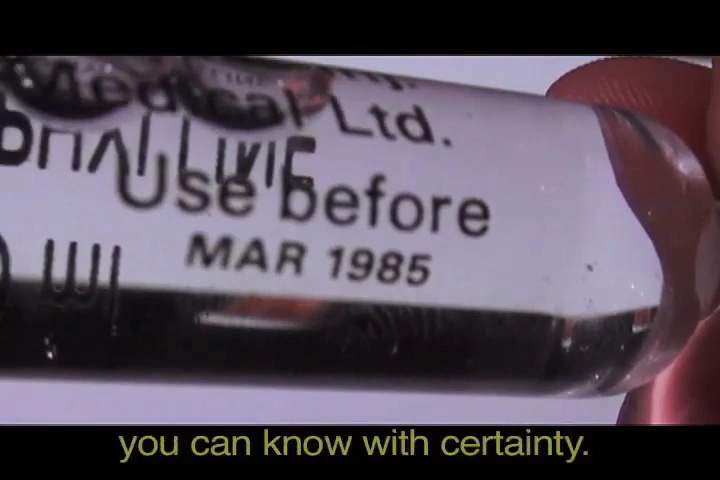 Medical Ltd.
Use before
MAR 1985
you can know with certainty.